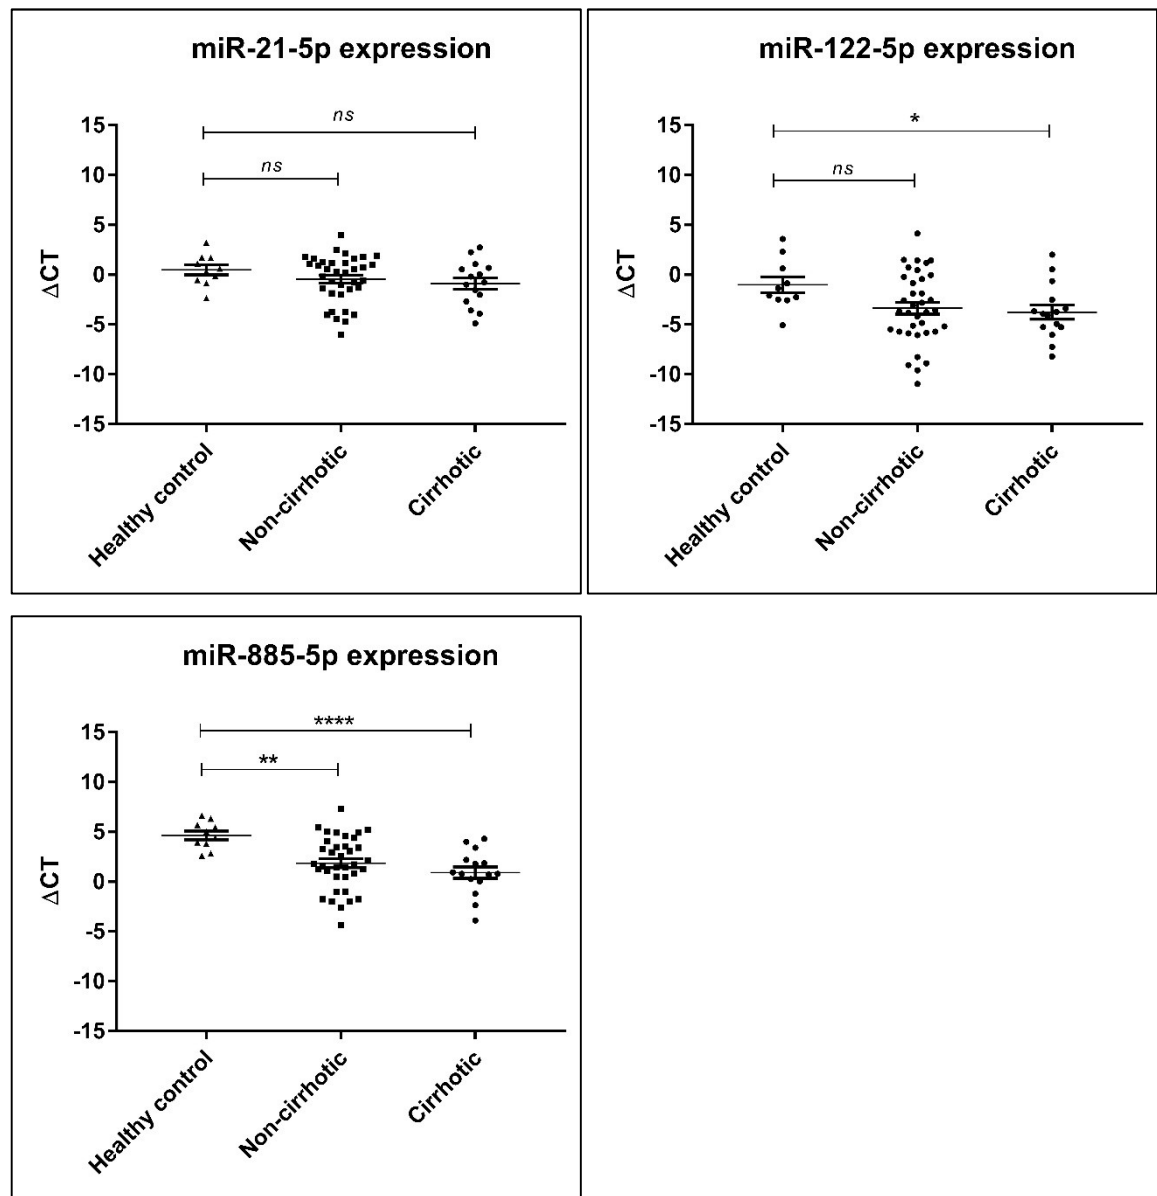 miR-21-5p expression
ns
ns
ΔCT
15
10
5
0
-5
-10
-15
Healthy control
Non-cirrhotic
Cirrhotic
miR-122-5p expression
*
ns
ΔCT
15
10
5
0
-5
-10
-15
Healthy control
Non-cirrhotic
Cirrhotic
miR-885-5p expression
****
**
ΔCT
15
10
5
0
-5
-10
-15
Healthy control
Non-cirrhotic
Cirrhotic